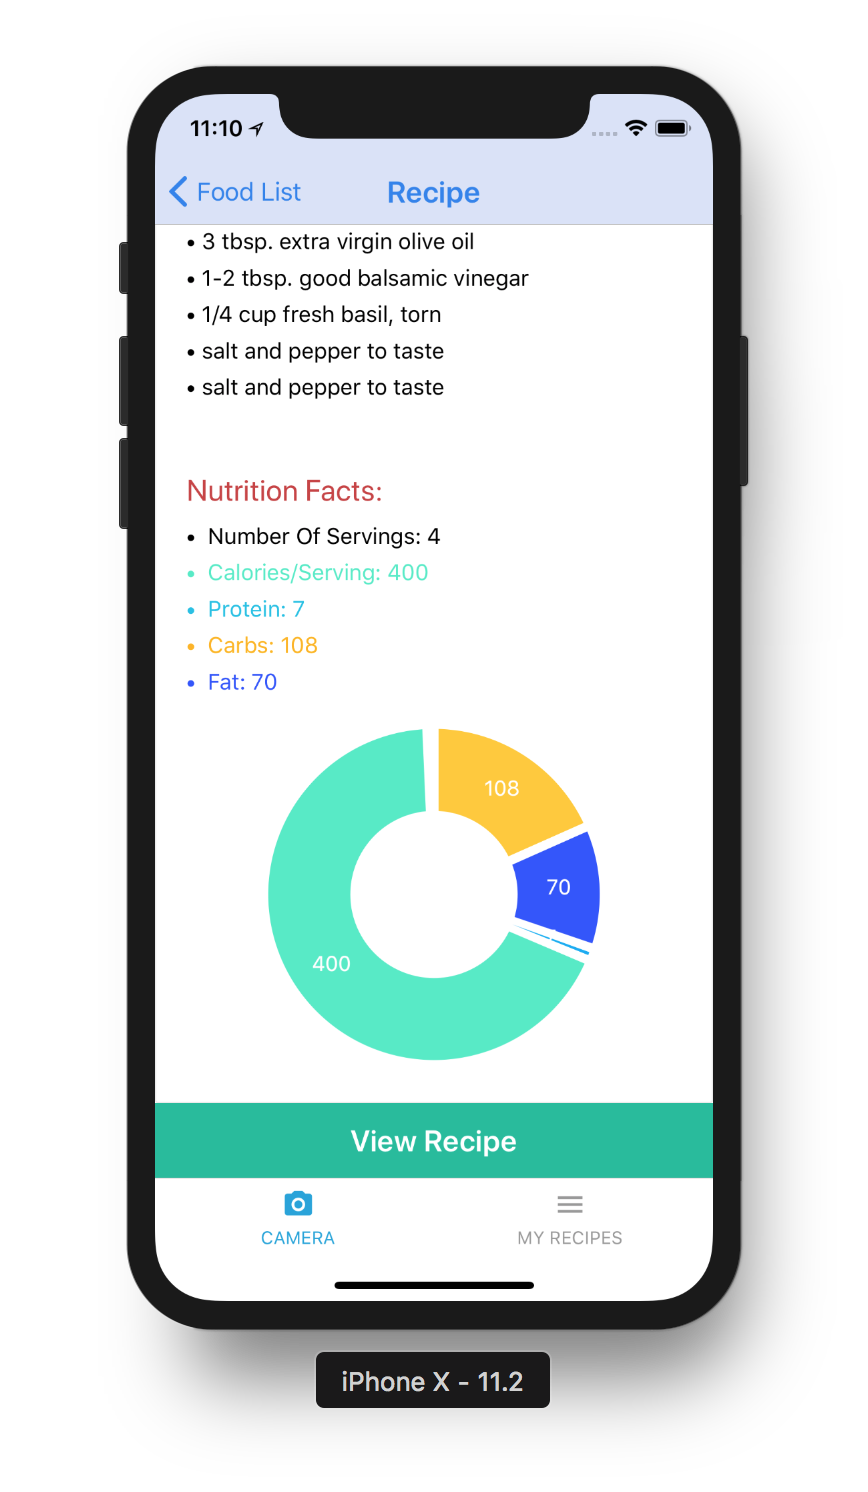 11:10
Food List
Recipe
• 3 tbsp. extra virgin olive oil
• 1-2 tbsp. good balsamic vinegar
• 1/4 cup fresh basil, torn
• salt and pepper to taste
• salt and pepper to taste
Nutrition Facts:
• Number Of Servings: 4
• Calories/Serving: 400
• Protein: 7
• Carbs: 108
• Fat: 70
108
70
400
View Recipe
CAMERA
MY RECIPES
iPhone X - 11.2